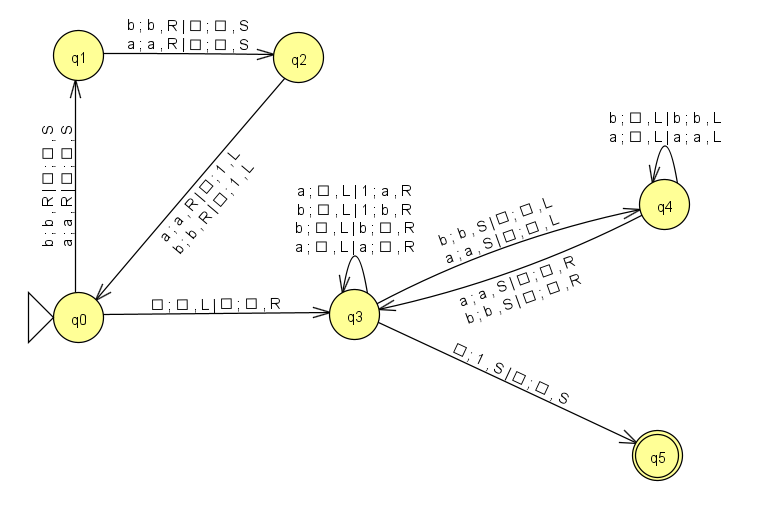 b ; b , R | □ ; □ , S
a ; a , R | □ ; □ , S
q1
q2
b ; □ , L | b ; b , L
a ; □ , L | a ; a , L
b ; b , R | □ ; □ , S
a ; a , R | □ ; □ , S
a ; a , R | □ ; 1 , L
b ; b , R | □ ; 1 , L
a ; □ , L | 1 ; a , R
b ; □ , L | 1 ; b , R
b ; □ , L | b ; □ , R
a ; □ , L | a ; □ , R
q4
b ; b , S | □ ; □ , L
a ; a , S | □ ; □ , L
a ; a , S | □ ; □ , R
b ; b , S | □ ; □ , R
□ ; □ , L | □ ; □ , R
q0
q3
□ ; 1 , S | □ ; □ , S
q5